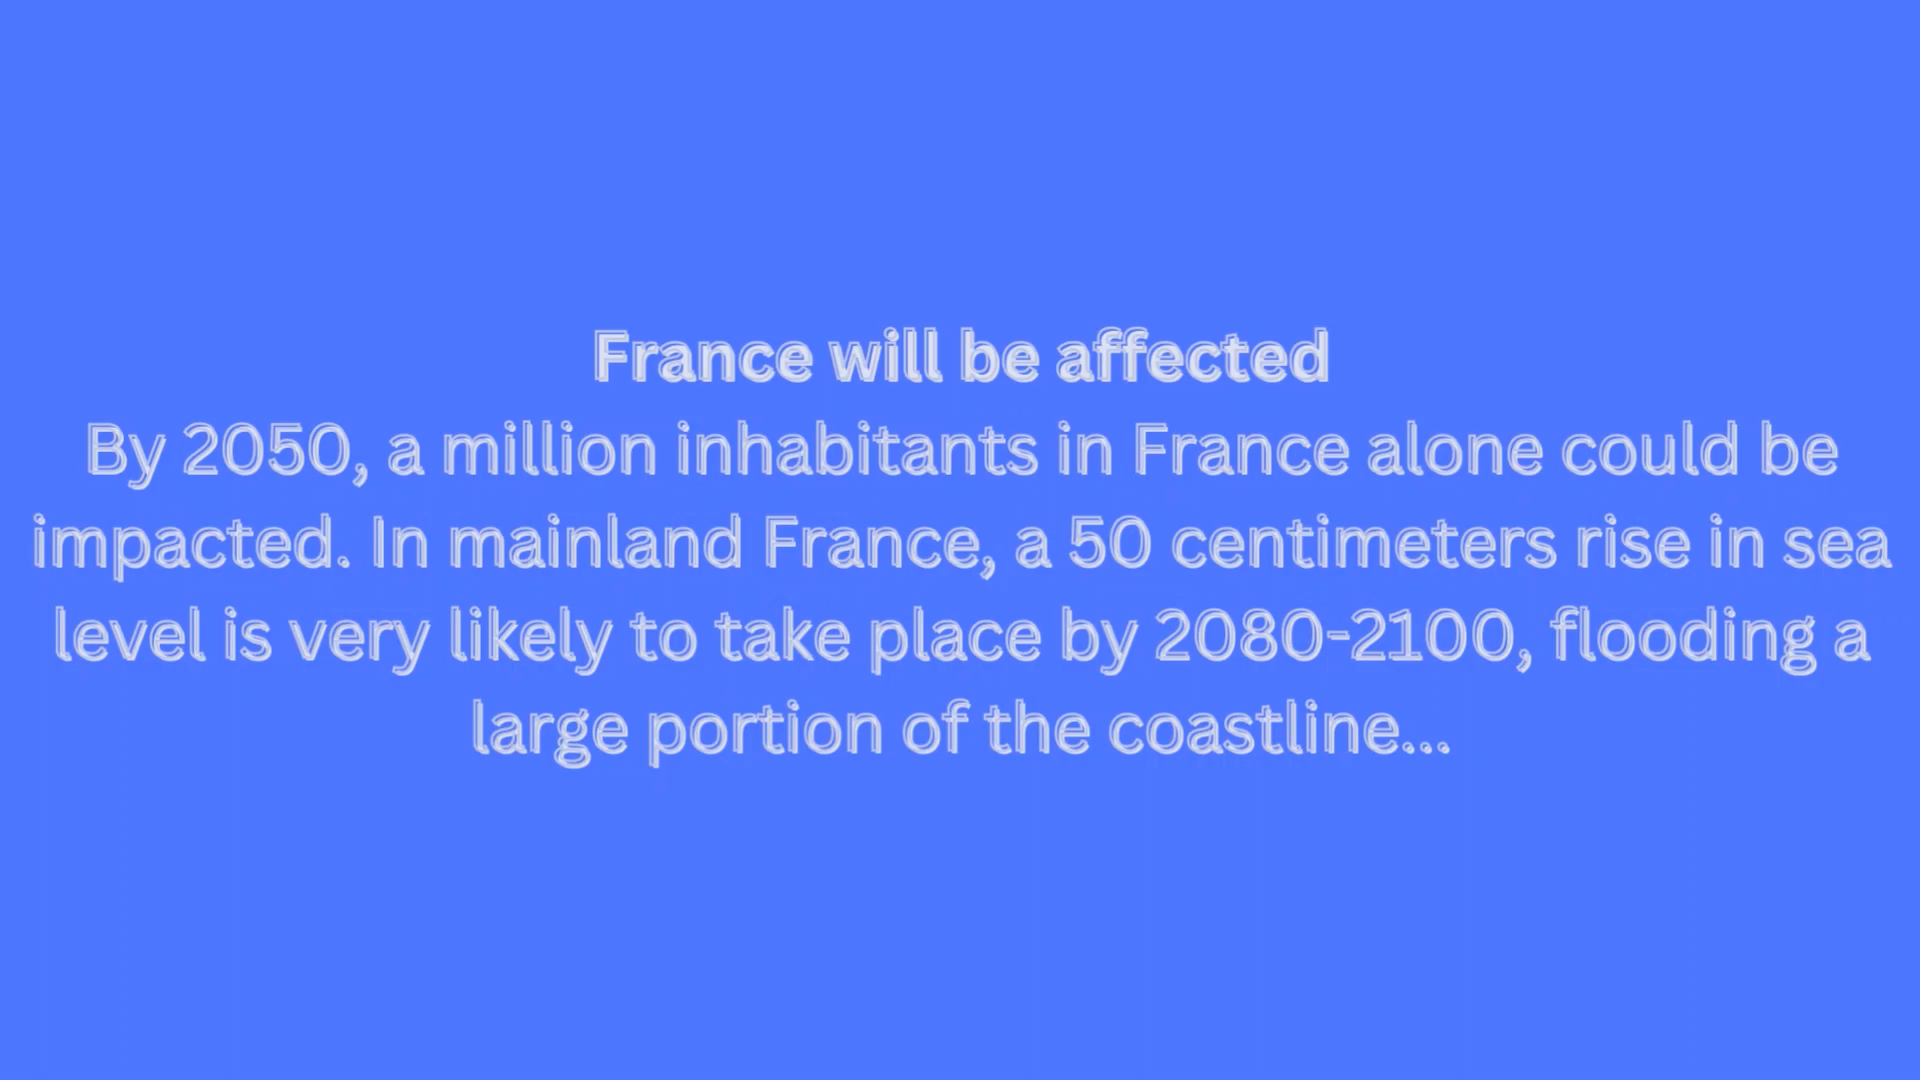 France will be affected
By 2050, a million inhabitants in France alone could be
impacted. In mainland France, a 50 centimeters rise in sea
level is very likely to take place by 2080-2100, flooding a
large portion of the coastline...